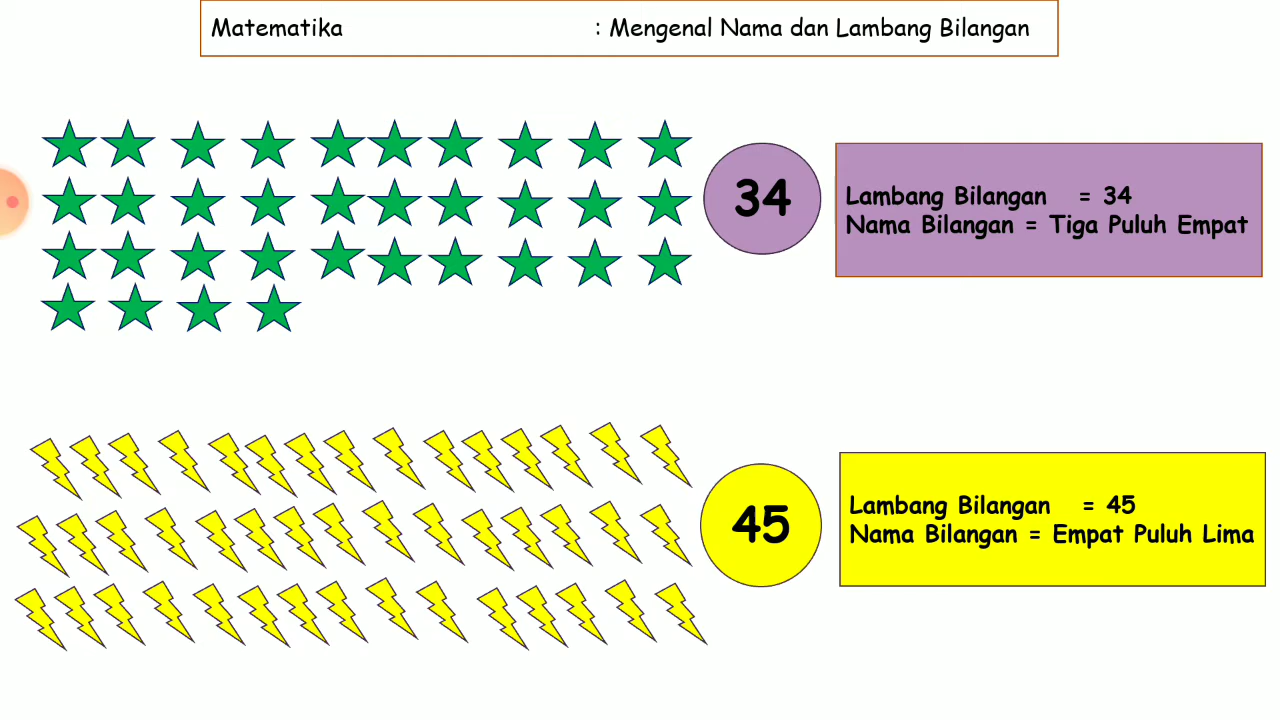 Matematika : Mengenal Nama dan Lambang Bilangan
34
Lambang Bilangan = 34
Nama Bilangan = Tiga Puluh Empat
45
Lambang Bilangan = 45
Nama Bilangan = Empat Puluh Lima